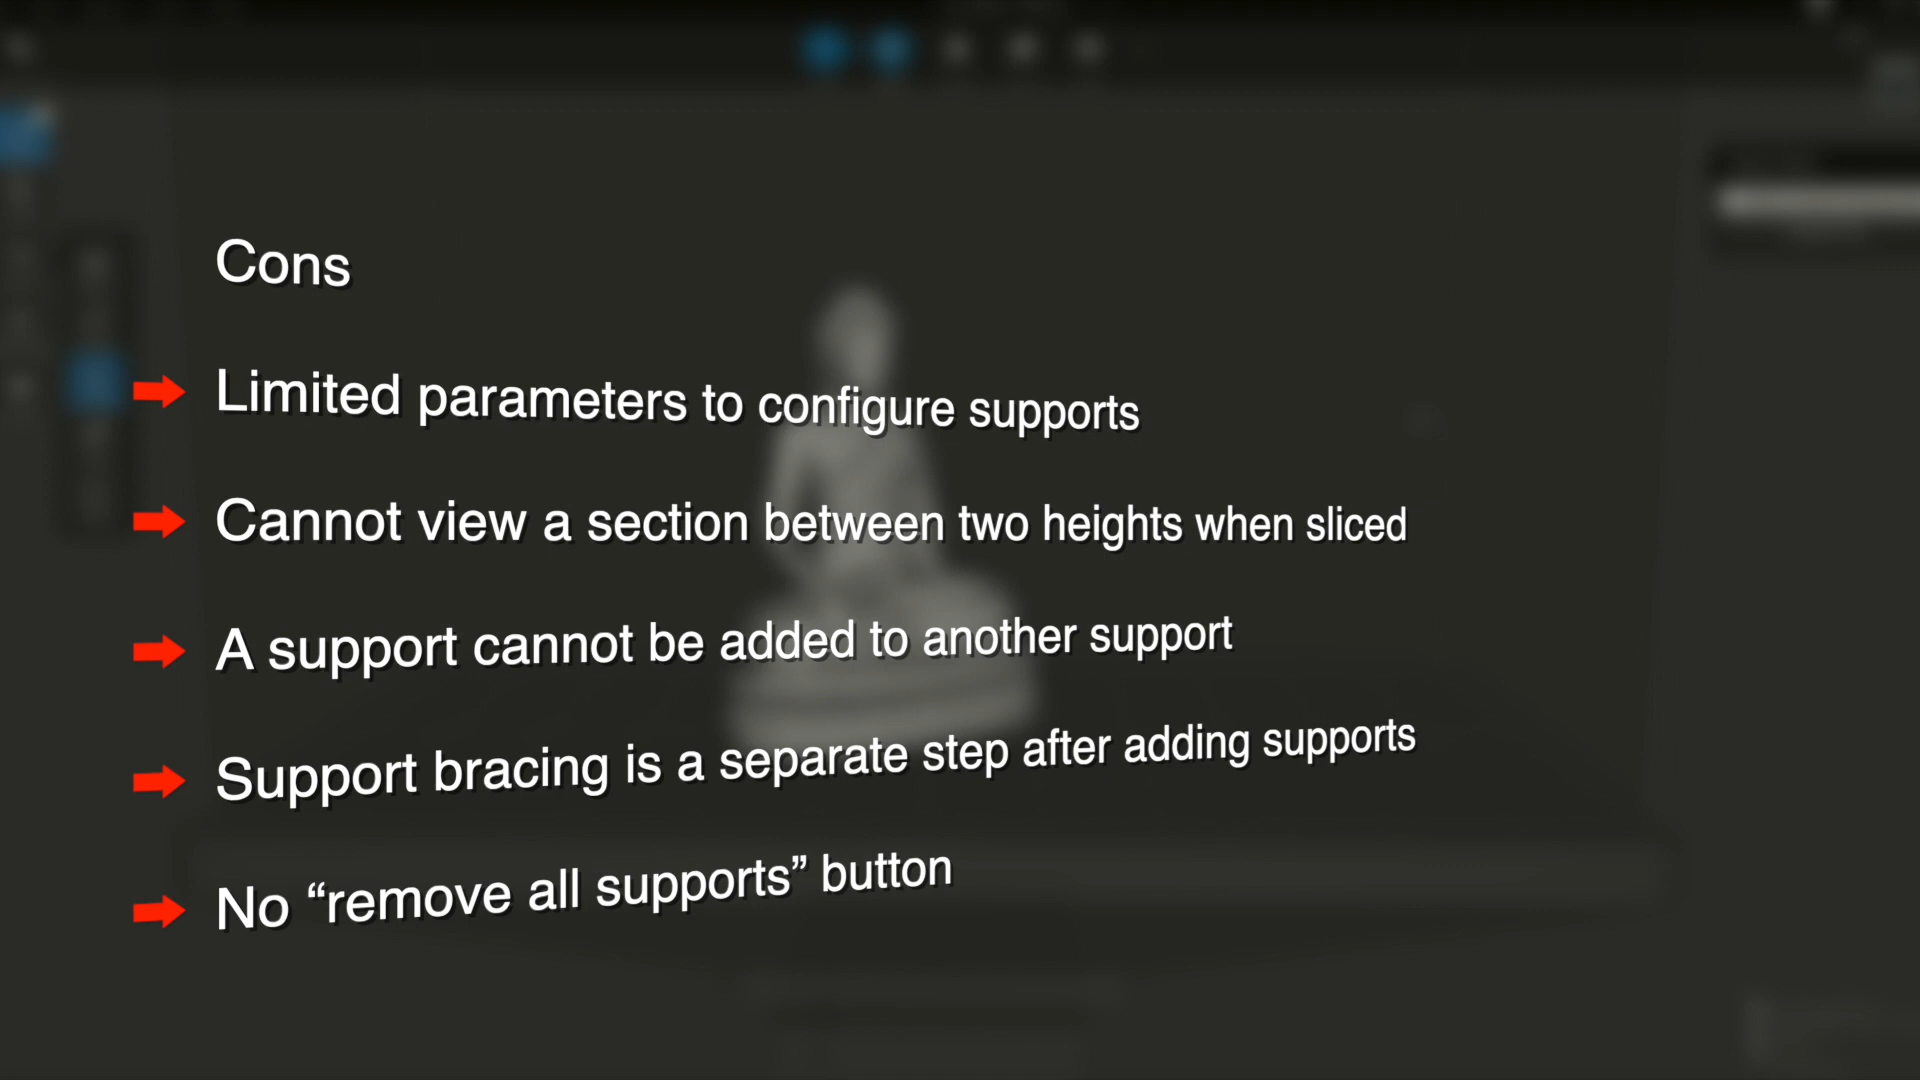 Cons
Limited parameters to configure supports
Cannot view a section between two heights when sliced
A support cannot be added to another support
Support bracing is a separate step after adding supports
No “remove all supports” button